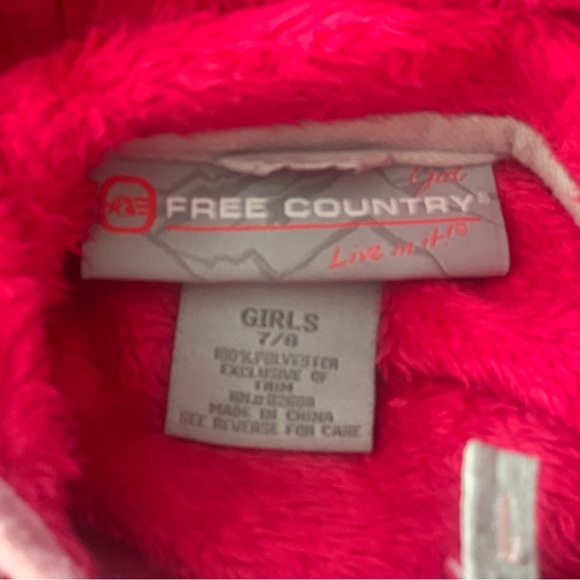 Girl
FREE COUNTRY®
Live in it!®
GIRLS
7/8
100% POLYESTER
EXCLUSIVE OF
TRIM
MADE IN CHINA
SEE REVERSE FOR CARE
L